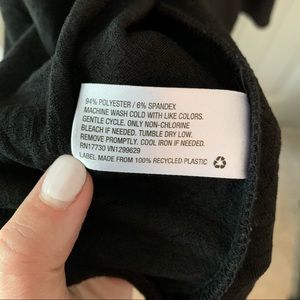 94% POLYESTER / 6% SPANDEX
MACHINE WASH COLD WITH LIKE COLORS.
GENTLE CYCLE. ONLY NON-CHLORINE
BLEACH IF NEEDED. TUMBLE DRY LOW.
REMOVE PROMPTLY. COOL IRON IF NEEDED.
RN17730 VN1299629
LABEL MADE FROM 100% RECYCLED PLASTIC